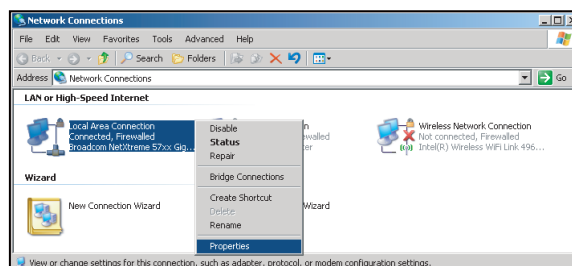 Network Connections
File Edit View Favorites Tools Advanced Help
Back Search Folders
Address Network Connections Go
LAN or High-Speed Internet
Local Area Connection
Connected, Firewalled
Broadcom NetXtreme 57xx Gig...
Disable
Status
Repair
Bridge Connections
Create Shortcut
Delete
Rename
Properties
Wireless Network Connection
Not connected, Firewalled
Intel(R) Wireless WiFi Link 496...
Wizard
New Connection Wizard
Wizard
View or change settings for this connection, such as adapter, protocol, or modem configuration settings.